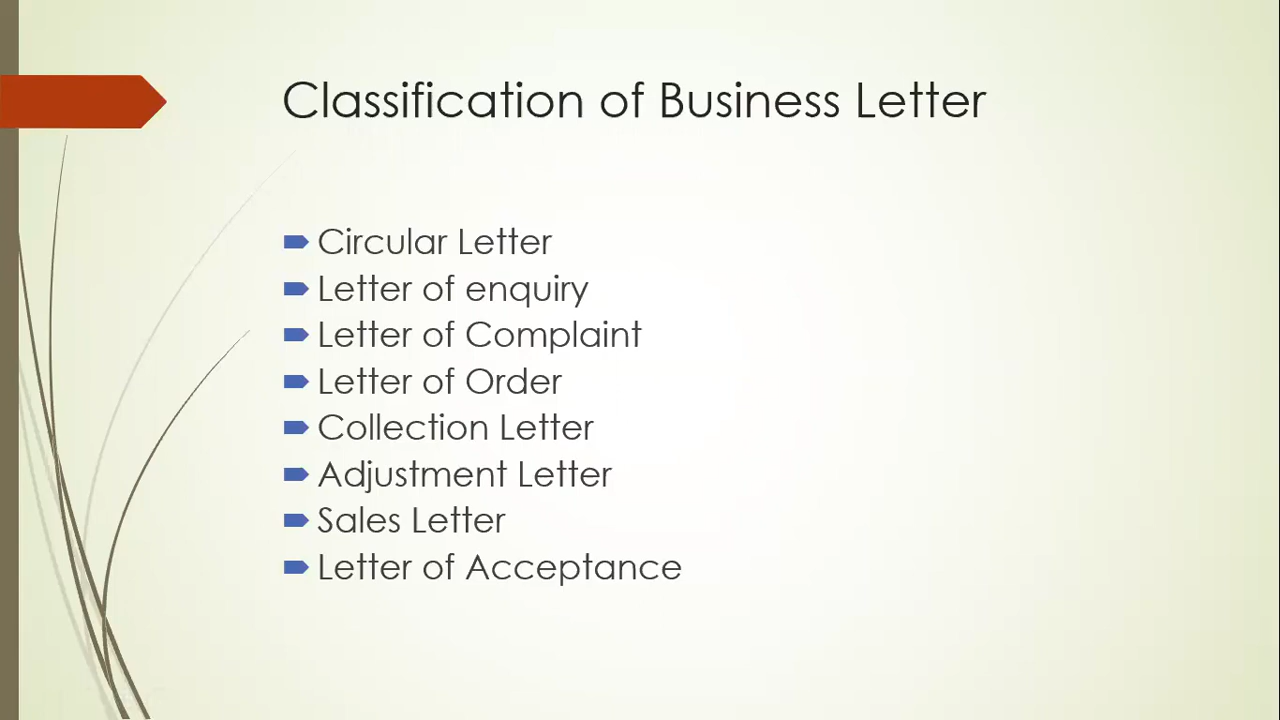 Classification of Business Letter
Circular Letter
Letter of enquiry
Letter of Complaint
Letter of Order
Collection Letter
Adjustment Letter
Sales Letter
Letter of Acceptance